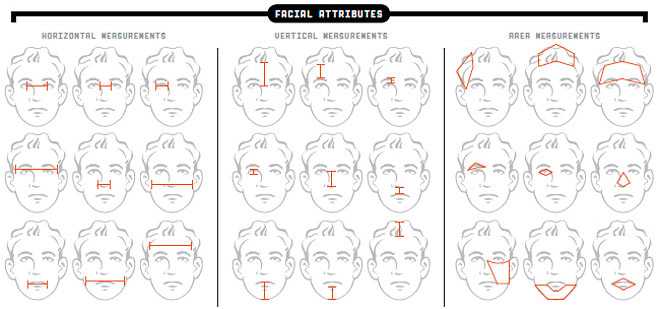 FACIAL ATTRIBUTES
HORIZONTAL MEASUREMENTS
VERTICAL MEASUREMENTS
AREA MEASUREMENTS